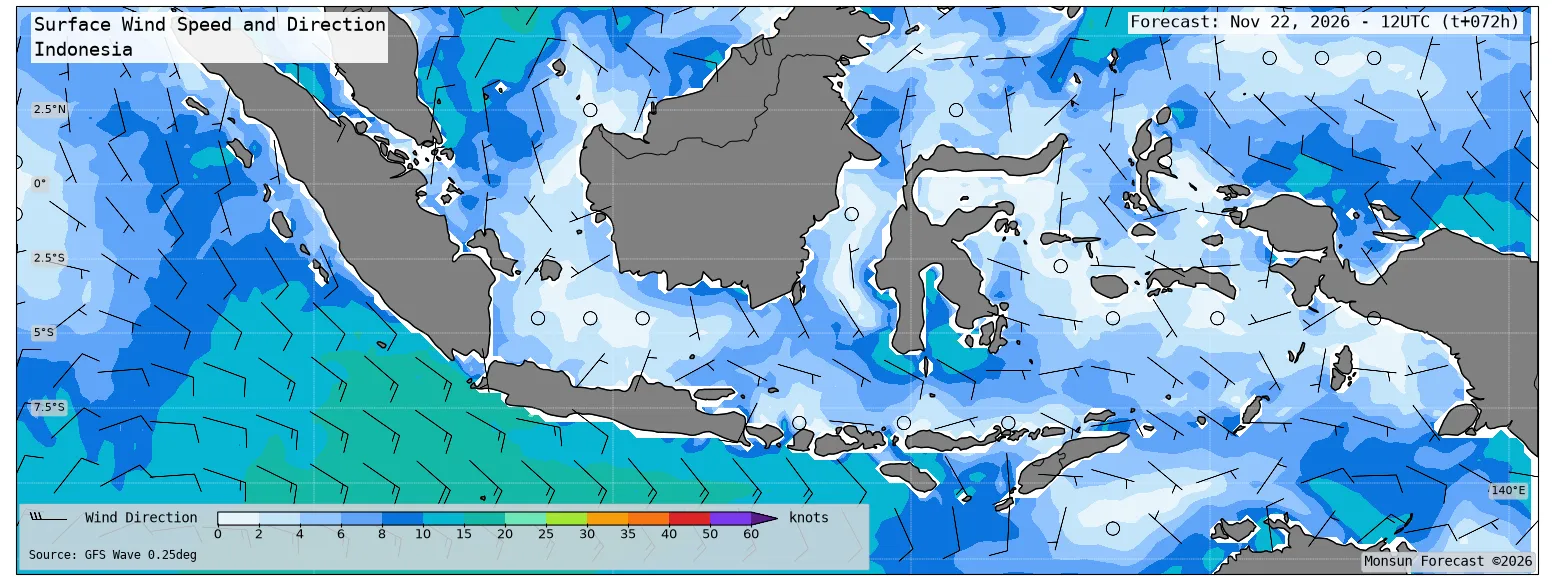 Surface Wind Speed and Direction
Indonesia
Forecast: Nov 22, 2026 - 12UTC (t+072h)
2.5°N
0°
2.5°S
5°S
7.5°S
140°E
Wind Direction
0 2 4 6 8 10 15 20 25 30 35 40 50 60
knots
Source: GFS Wave 0.25deg
Monsun Forecast ©2026